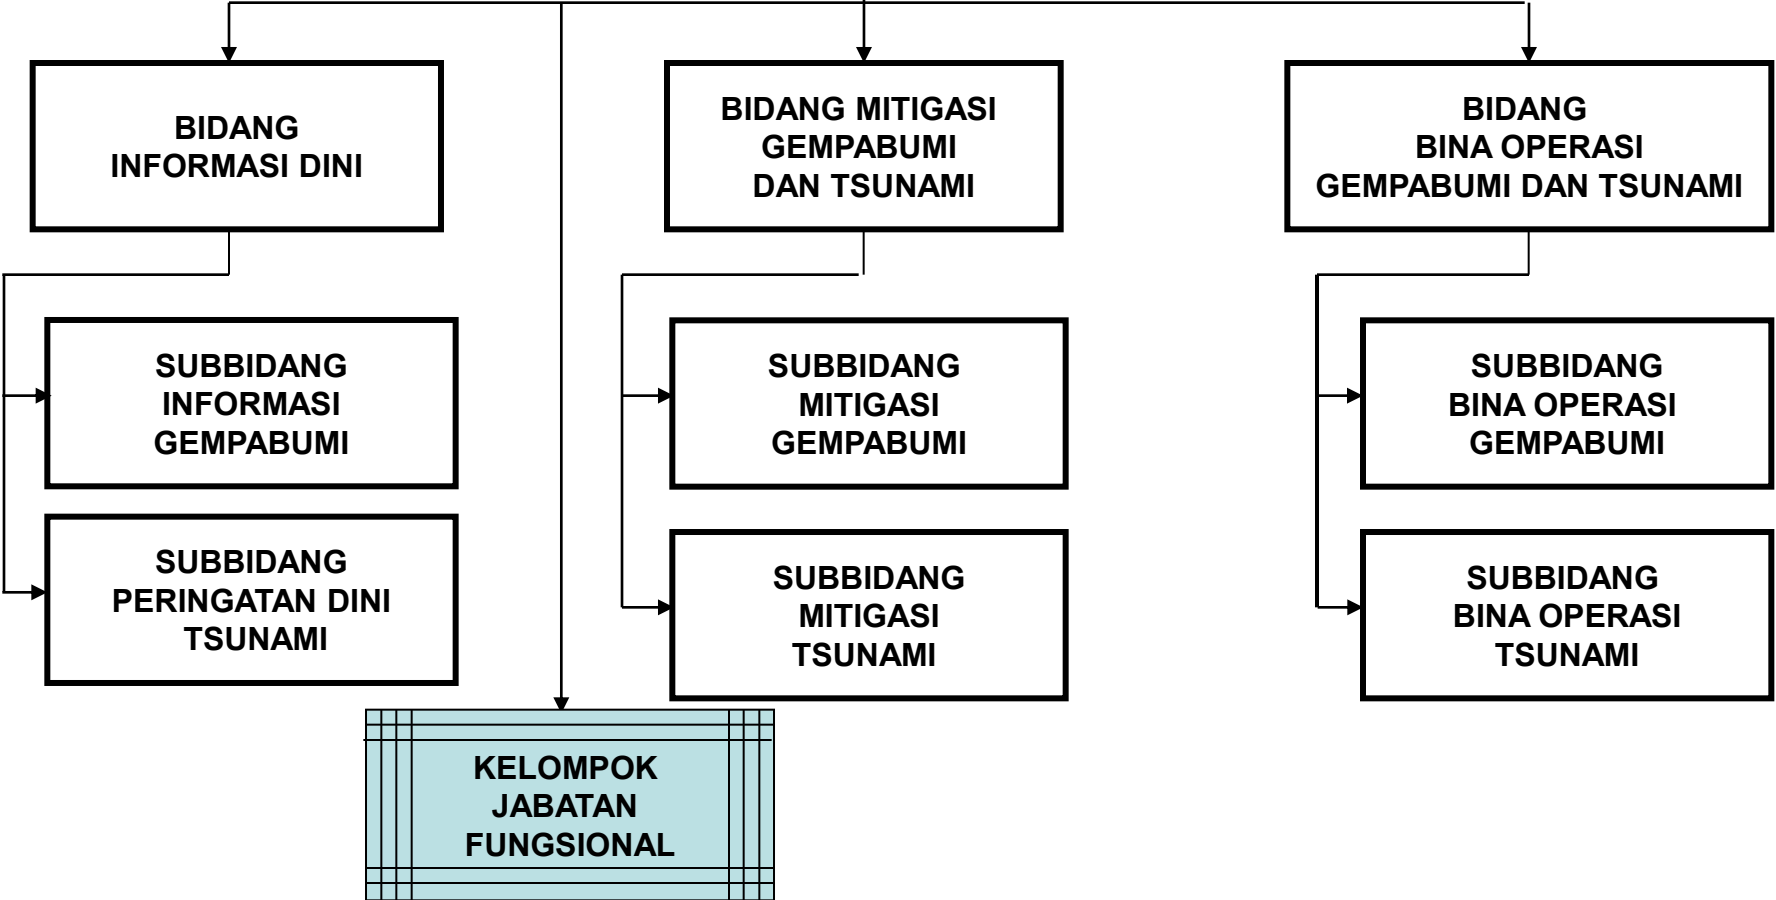 BIDANG
INFORMASI DINI
BIDANG MITIGASI
GEMPABUMI
DAN TSUNAMI
BIDANG
BINA OPERASI
GEMPABUMI DAN TSUNAMI
SUBBIDANG
INFORMASI
GEMPABUMI
SUBBIDANG
MITIGASI
GEMPABUMI
SUBBIDANG
BINA OPERASI
GEMPABUMI
SUBBIDANG
PERINGATAN DINI
TSUNAMI
SUBBIDANG
MITIGASI
TSUNAMI
SUBBIDANG
BINA OPERASI
TSUNAMI
KELOMPOK
JABATAN
FUNGSIONAL